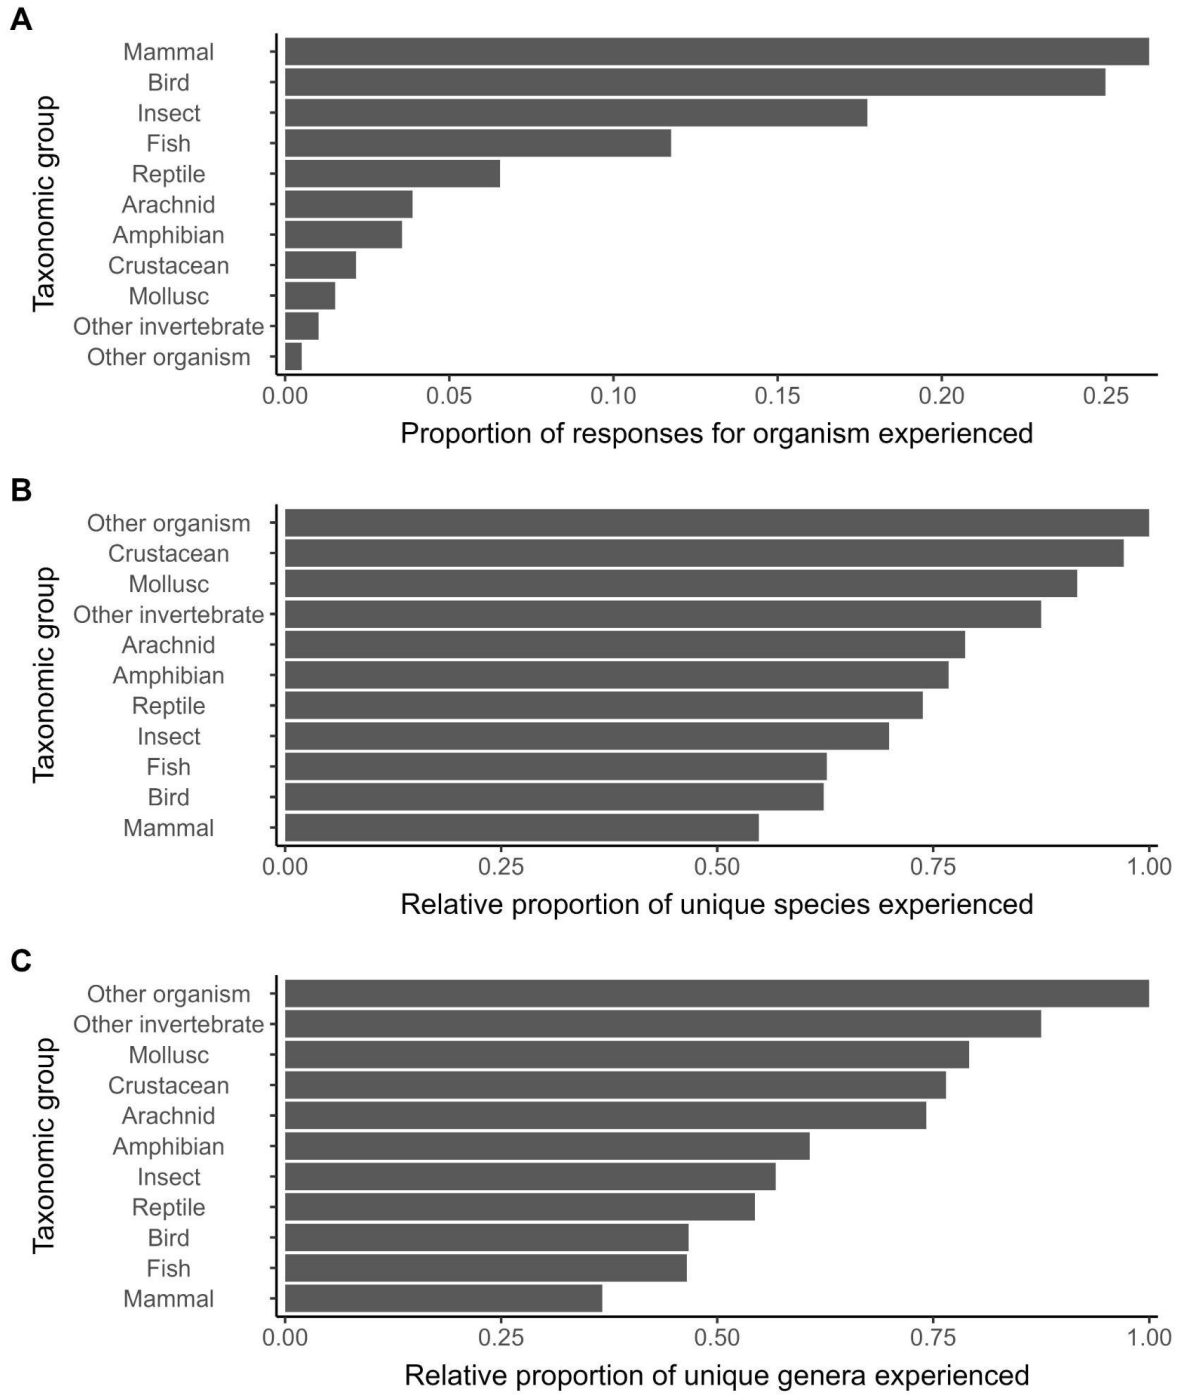 A
Taxonomic group
Mammal
Bird
Insect
Fish
Reptile
Arachnid
Amphibian
Crustacean
Mollusc
Other invertebrate
Other organism
0.00 0.05 0.10 0.15 0.20 0.25
Proportion of responses for organism experienced
B
Taxonomic group
Other organism
Crustacean
Mollusc
Other invertebrate
Arachnid
Amphibian
Reptile
Insect
Fish
Bird
Mammal
0.00 0.25 0.50 0.75 1.00
Relative proportion of unique species experienced
C
Taxonomic group
Other organism
Other invertebrate
Mollusc
Crustacean
Arachnid
Amphibian
Insect
Reptile
Bird
Fish
Mammal
0.00 0.25 0.50 0.75 1.00
Relative proportion of unique genera experienced